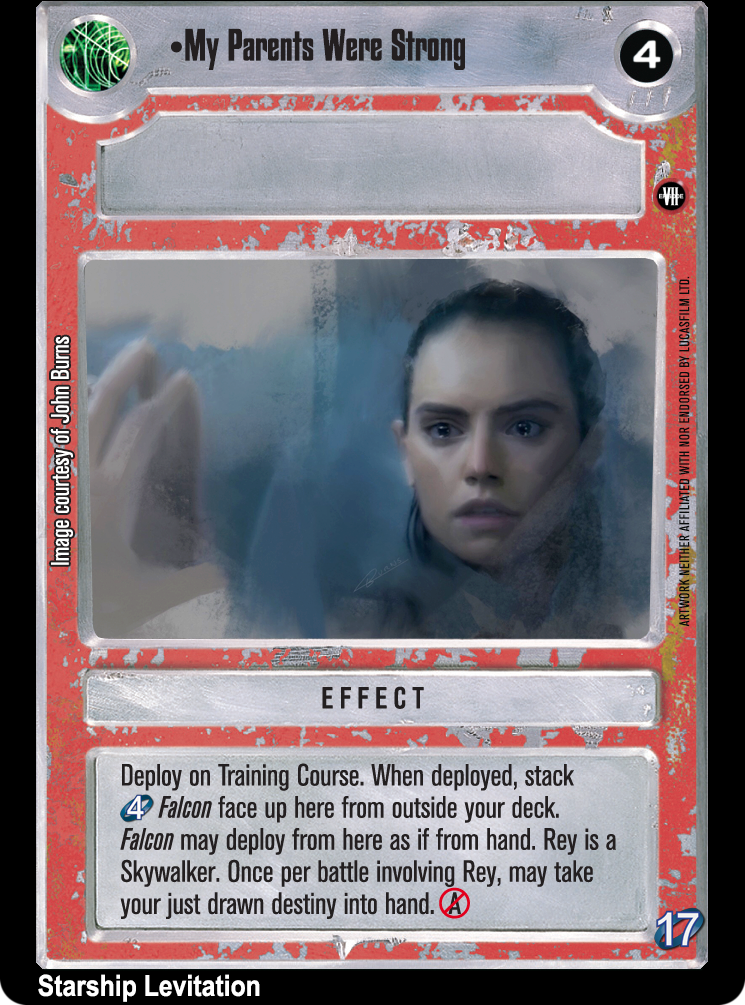 •My Parents Were Strong
4
EPISODE
VII
Image courtesy of John Burns
ARTWORK NEITHER AFFILIATED WITH NOR ENDORSED BY LUCASFILM LTD.
EFFECT
Deploy on Training Course. When deployed, stack
4 Falcon face up here from outside your deck.
Falcon may deploy from here as if from hand. Rey is a
Skywalker. Once per battle involving Rey, may take
your just drawn destiny into hand. A
17
Starship Levitation